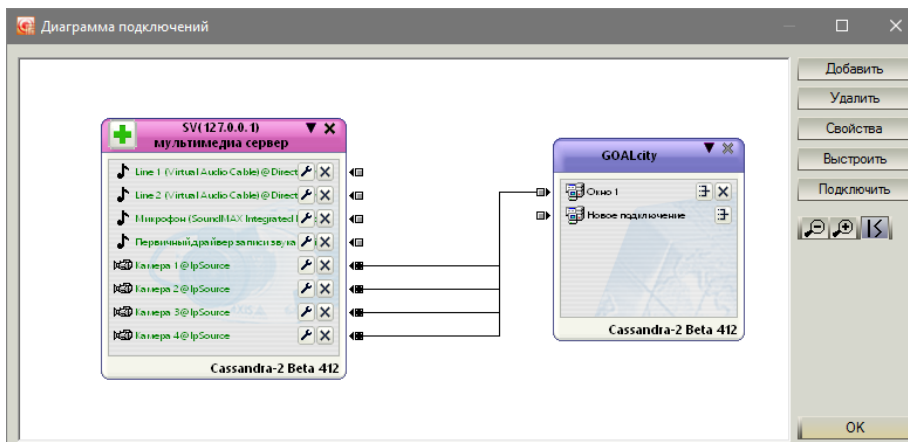 Диаграмма подключений
SV(127.0.0.1)
мультимедиа сервер
Line 1 (Virtual Audio Cable)@Direct
Line 2 (Virtual Audio Cable)@Direct
Микрофон (SoundMAX Integrated
Первичный драйвер записи звука
Камера 1@IpSource
Камера 2@IpSource
Камера 3@IpSource
Камера 4@IpSource
Cassandra-2 Beta 412
GOALcity
Окно 1
Новое подключение
Cassandra-2 Beta 412
Добавить
Удалить
Свойства
Выстроить
Подключить
OK